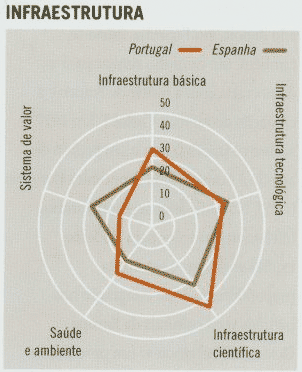 INFRAESTRUTURA
Portugal Espanha
Infraestrutura básica
50
40
30
20
10
0
Infraestrutura tecnológica
Sistema de valor
Saúde
e ambiente
Infraestrutura
científica